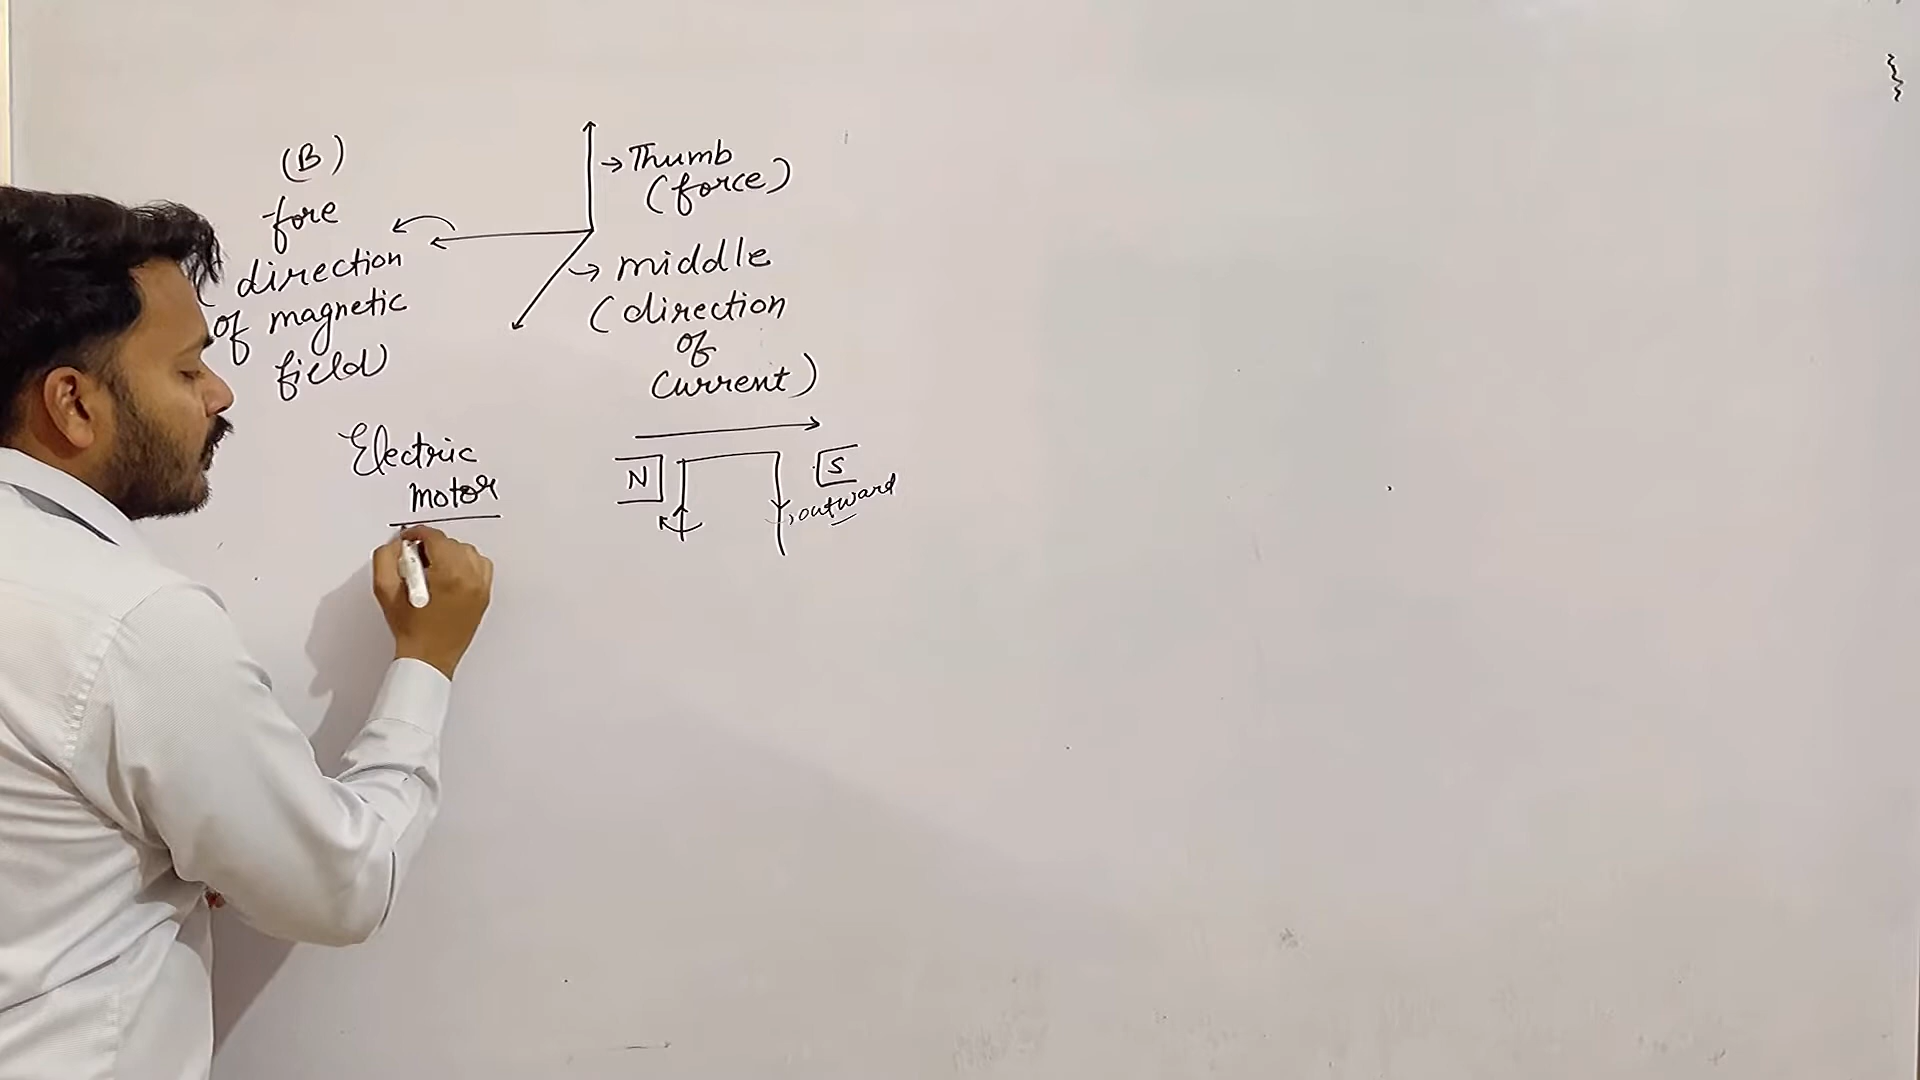 (B)
fore
( direction
of magnetic
field
Thumb
(force)
middle
(direction
of
current)
Electric
motor
N
S
outward